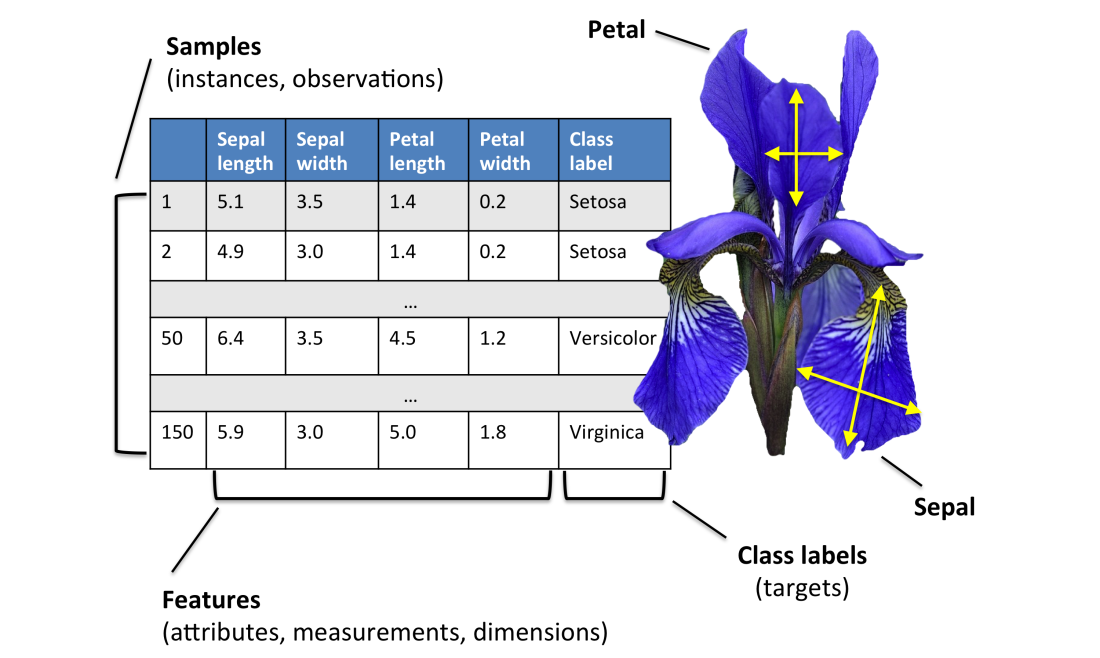 Petal
Samples
(instances, observations)
Sepal length Sepal width Petal length Petal width Class label
1 5.1 3.5 1.4 0.2 Setosa
2 4.9 3.0 1.4 0.2 Setosa
...
50 6.4 3.5 4.5 1.2 Versicolor
...
150 5.9 3.0 5.0 1.8 Virginica
Sepal
Class labels
(targets)
Features
(attributes, measurements, dimensions)